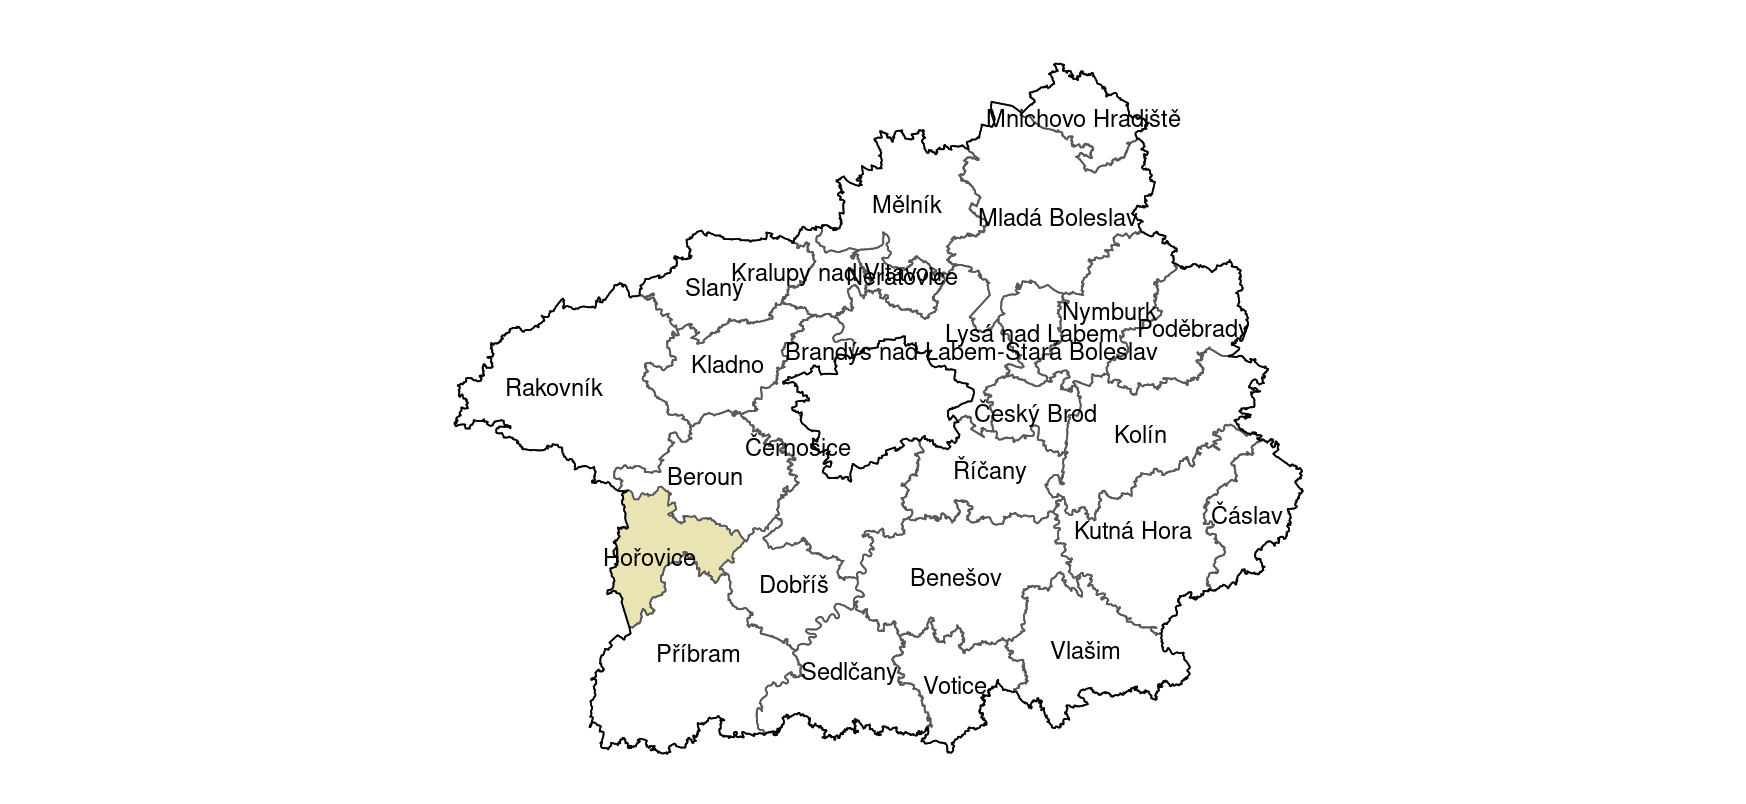 Mnichovo Hradiště
Mělník
Mladá Boleslav
Kralupy nad Vltavou
Neratovice
Slaný
Nymburk
Poděbrady
Lysá nad Labem
Brandýs nad Labem-Stará Boleslav
Kladno
Rakovník
Český Brod
Kolín
Černošice
Říčany
Beroun
Čáslav
Kutná Hora
Hořovice
Benešov
Dobříš
Vlašim
Příbram
Sedlčany
Votice